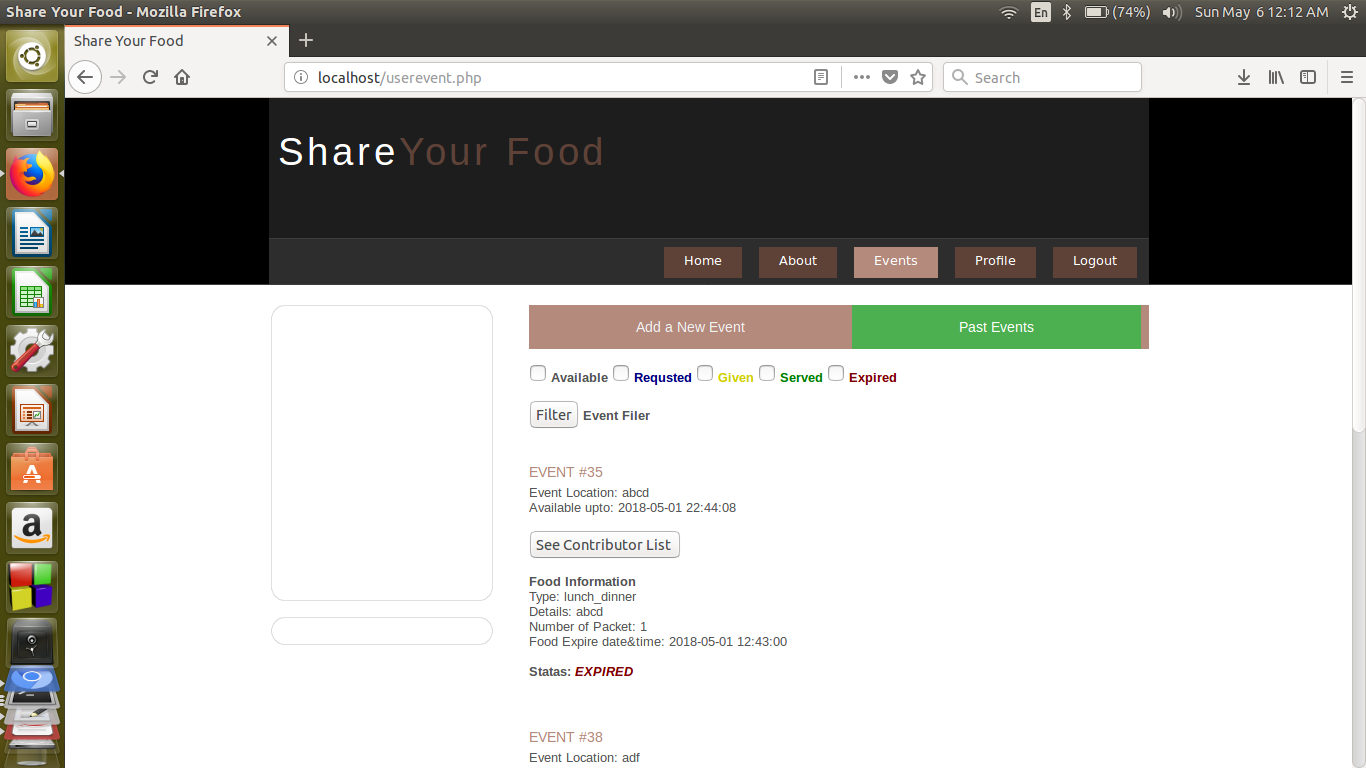 Share Your Food - Mozilla Firefox
En
(74%)
Sun May 6 12:12 AM
Share Your Food
localhost/userevent.php
Search
ShareYour Food
Home About Events Profile Logout
Add a New Event Past Events
Available Requsted Given Served Expired
Filter Event Filer
EVENT #35
Event Location: abcd
Available upto: 2018-05-01 22:44:08
See Contributor List
Food Information
Type: lunch_dinner
Details: abcd
Number of Packet: 1
Food Expire date&time: 2018-05-01 12:43:00
Statas: EXPIRED
EVENT #38
Event Location: adf